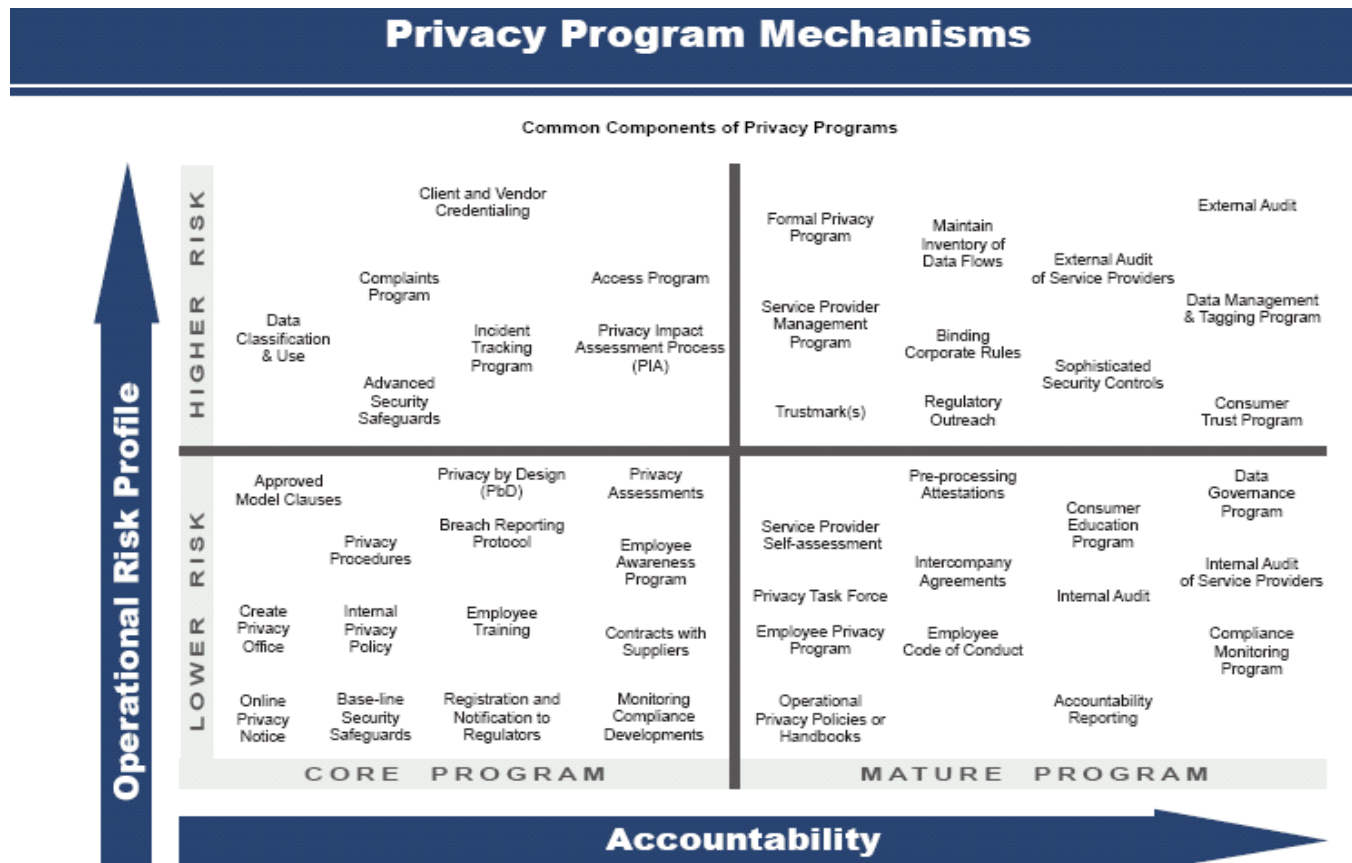 Privacy Program Mechanisms
Common Components of Privacy Programs
Operational Risk Profile
HIGHER RISK
Client and Vendor
Credentialing
Complaints
Program
Access Program
Data
Classification
& Use
Incident
Tracking
Program
Privacy Impact
Assessment Process
(PIA)
Advanced
Security
Safeguards
Formal Privacy
Program
Maintain
Inventory of
Data Flows
External Audit
External Audit
of Service Providers
Service Provider
Management
Program
Binding
Corporate Rules
Data Management
& Tagging Program
Sophisticated
Security Controls
Trustmark(s)
Regulatory
Outreach
Consumer
Trust Program
LOWER RISK
Approved
Model Clauses
Privacy by Design
(PbD)
Privacy
Assessments
Privacy
Procedures
Breach Reporting
Protocol
Employee
Awareness
Program
Create
Privacy
Office
Internal
Privacy
Policy
Employee
Training
Contracts with
Suppliers
Online
Privacy
Notice
Base-line
Security
Safeguards
Registration and
Notification to
Regulators
Monitoring
Compliance
Developments
Pre-processing
Attestations
Data
Governance
Program
Service Provider
Self-assessment
Consumer
Education
Program
Intercompany
Agreements
Internal Audit
of Service Providers
Privacy Task Force
Internal Audit
Employee Privacy
Program
Employee
Code of Conduct
Compliance
Monitoring
Program
Operational
Privacy Policies or
Handbooks
Accountability
Reporting
CORE PROGRAM
MATURE PROGRAM
Accountability